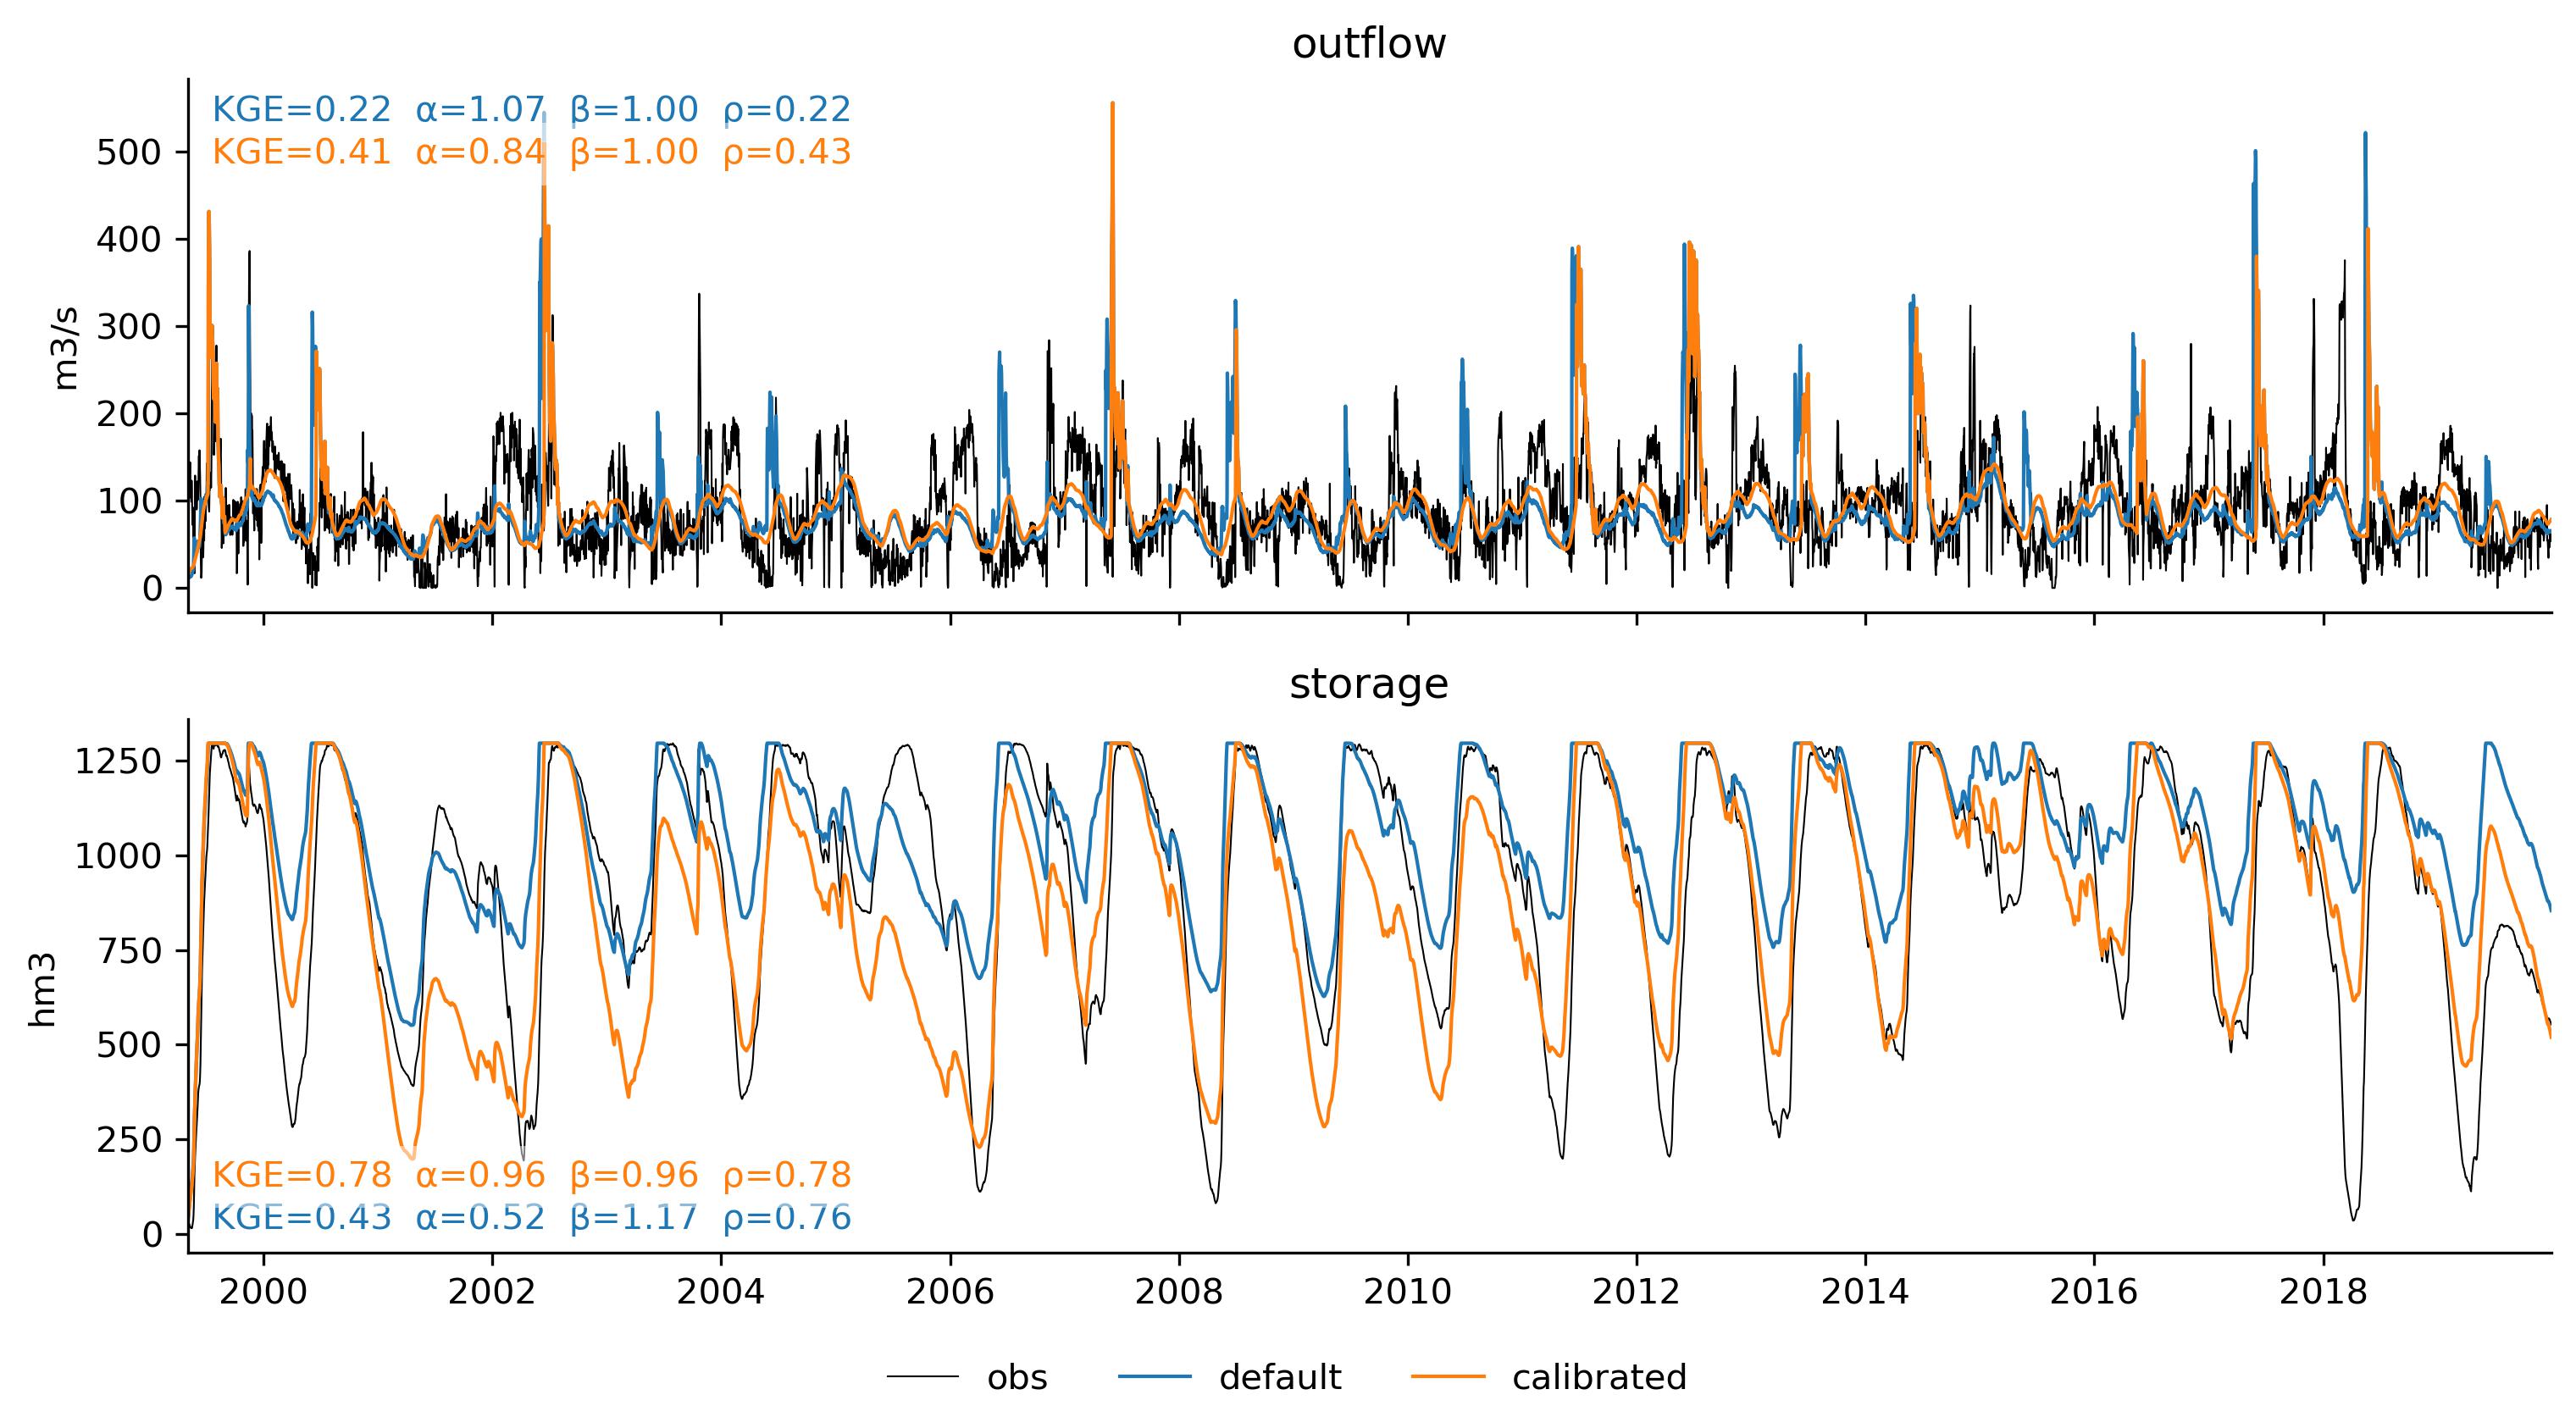 outflow
KGE=0.22 α=1.07 β=1.00 ρ=0.22
KGE=0.41 α=0.84 β=1.00 ρ=0.43
500
400
300
200
100
0
m3/s
storage
1250
1000
750
500
250
0
hm3
KGE=0.78 α=0.96 β=0.96 ρ=0.78
KGE=0.43 α=0.52 β=1.17 ρ=0.76
2000 2002 2004 2006 2008 2010 2012 2014 2016 2018
obs default calibrated